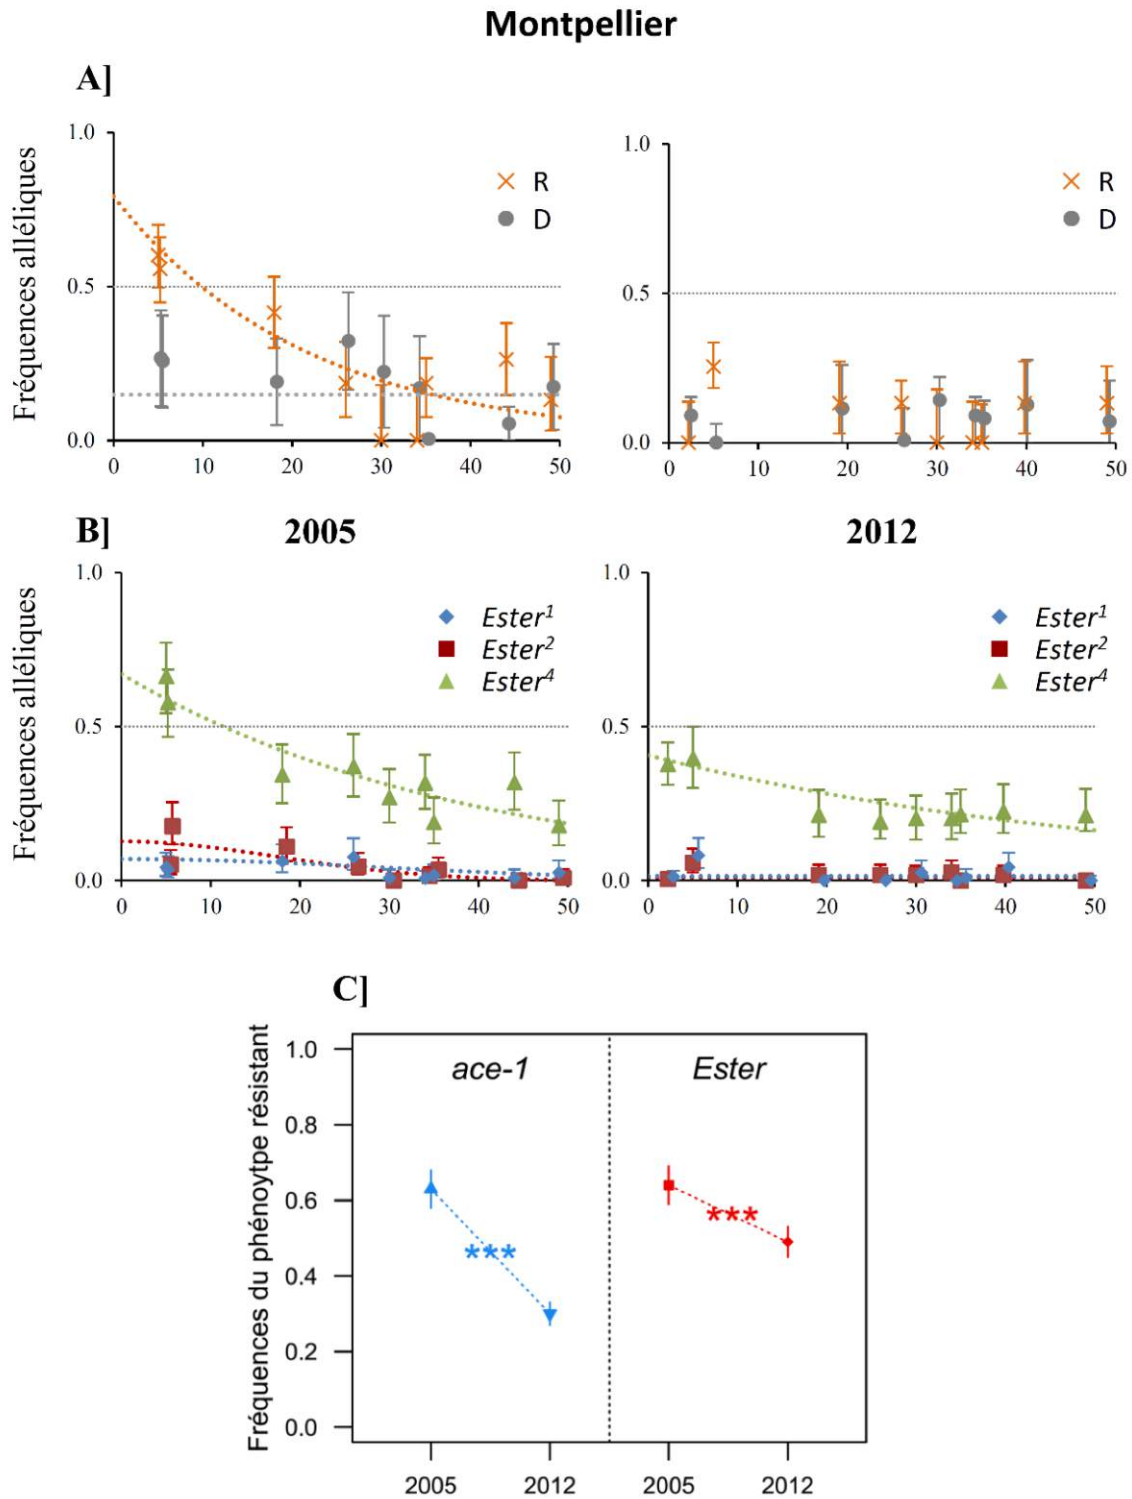 Montpellier
A]
Fréquences alléliques
1.0
0.5
0.0
0 10 20 30 40 50
R
D
1.0
0.5
0.0
0 10 20 30 40 50
R
D
B]
2005
2012
Fréquences alléliques
1.0
0.5
0.0
0 10 20 30 40 50
Ester¹
Ester²
Ester⁴
1.0
0.5
0.0
0 10 20 30 40 50
Ester¹
Ester²
Ester⁴
C]
Fréquences du phénoytpe résistant
1.0
0.8
0.6
0.4
0.2
0.0
ace-1
Ester
***
***
2005 2012 2005 2012